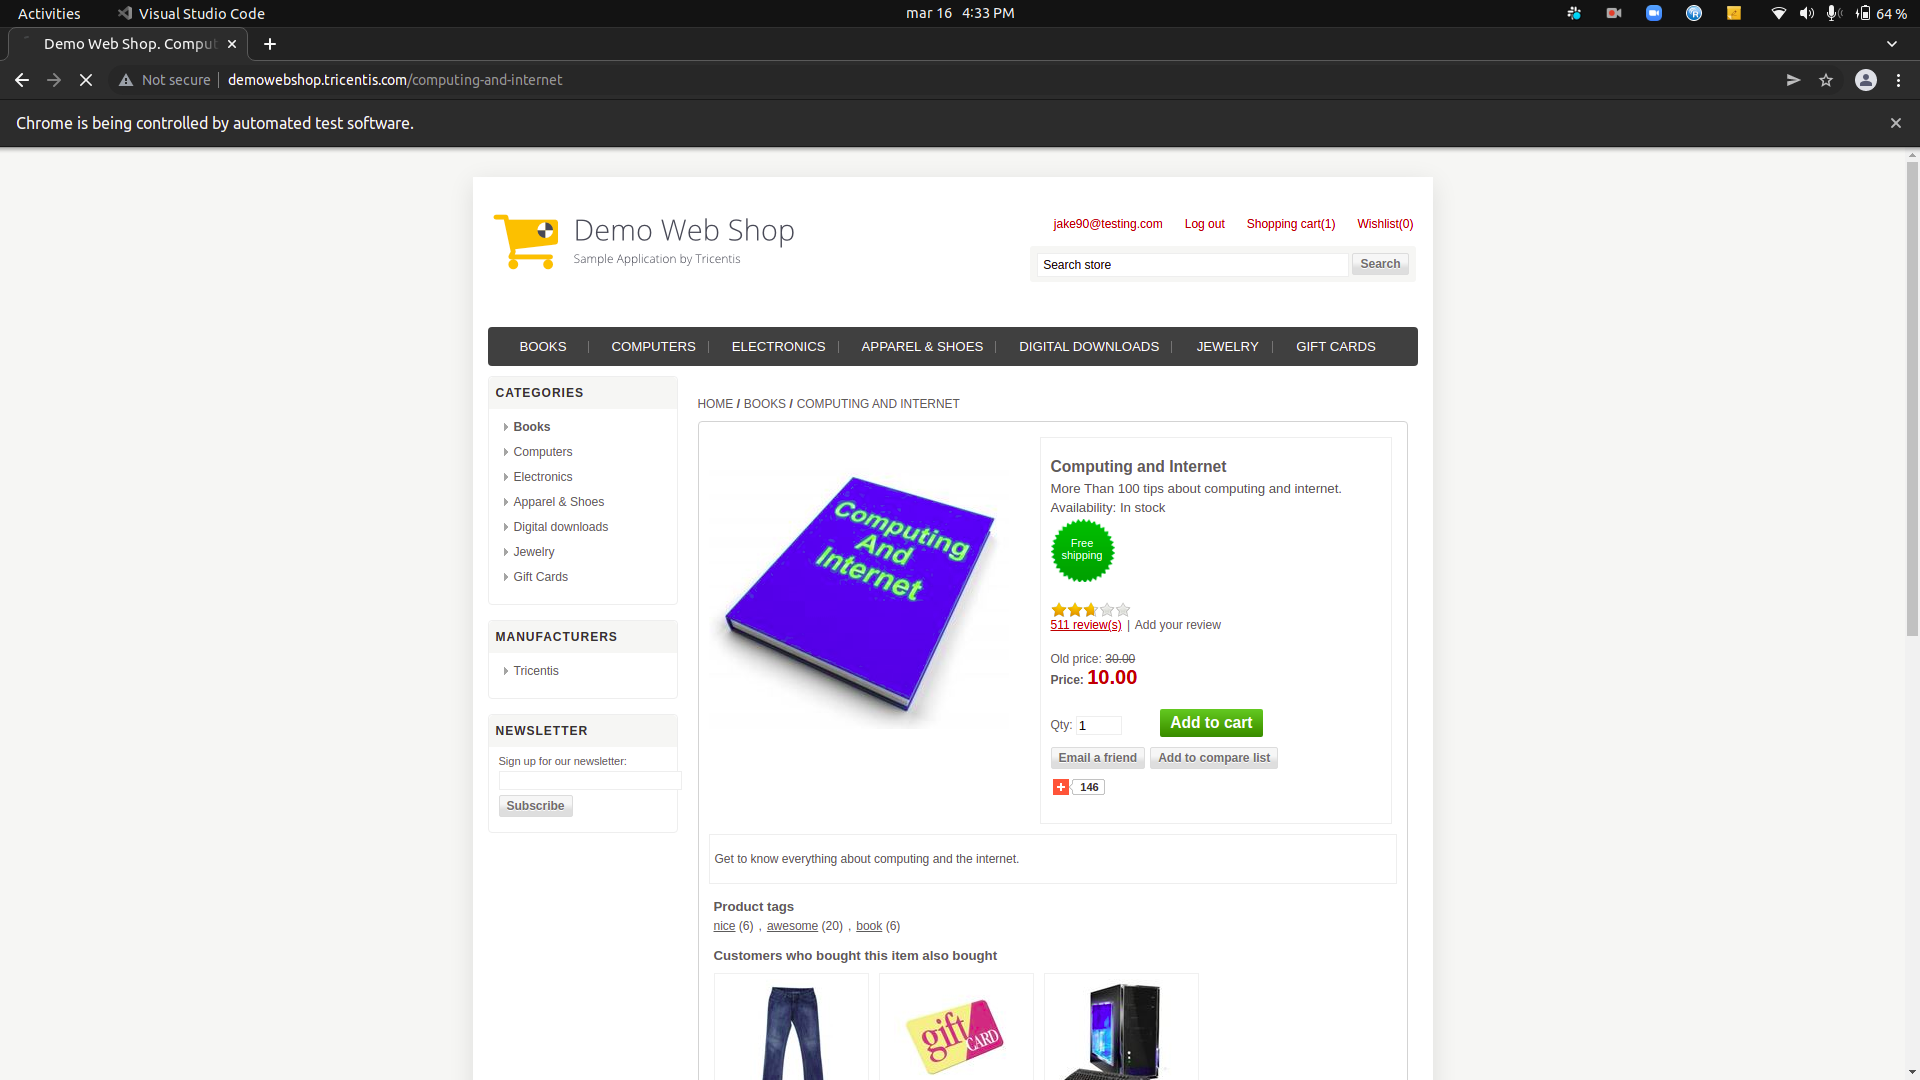 Activities
Visual Studio Code
mar 16 4:33 PM
64 %
Demo Web Shop. Comput
Not secure
demowebshop.tricentis.com/computing-and-internet
Chrome is being controlled by automated test software.
Demo Web Shop
Sample Application by Tricentis
jake90@testing.com Log out Shopping cart(1) Wishlist(0)
Search store Search
BOOKS COMPUTERS ELECTRONICS APPAREL & SHOES DIGITAL DOWNLOADS JEWELRY GIFT CARDS
CATEGORIES
Books
Computers
Electronics
Apparel & Shoes
Digital downloads
Jewelry
Gift Cards
MANUFACTURERS
Tricentis
NEWSLETTER
Sign up for our newsletter:
Subscribe
HOME / BOOKS / COMPUTING AND INTERNET
Computing
And
Internet
Computing and Internet
More Than 100 tips about computing and internet.
Availability: In stock
Free
shipping
511 review(s) | Add your review
Old price: 30.00
Price: 10.00
Qty: 1 Add to cart
Email a friend Add to compare list
146
Get to know everything about computing and the internet.
Product tags
nice (6) , awesome (20) , book (6)
Customers who bought this item also bought
gift
CARD